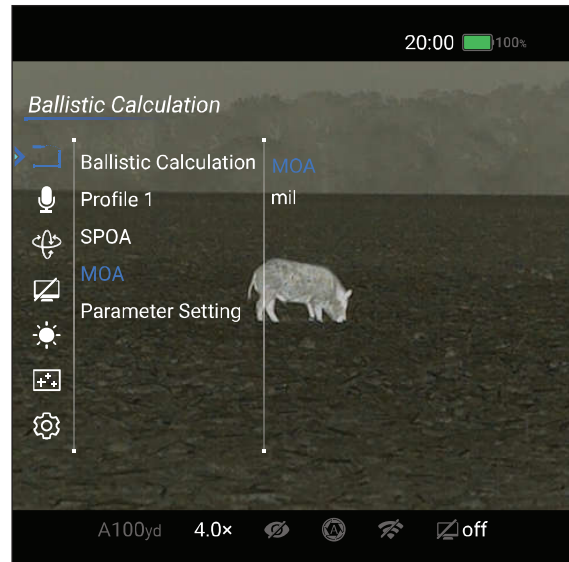 20:00 100%
Ballistic Calculation
Ballistic Calculation MOA
Profile 1 mil
SPOA
MOA
Parameter Setting
A100yd 4.0× A off